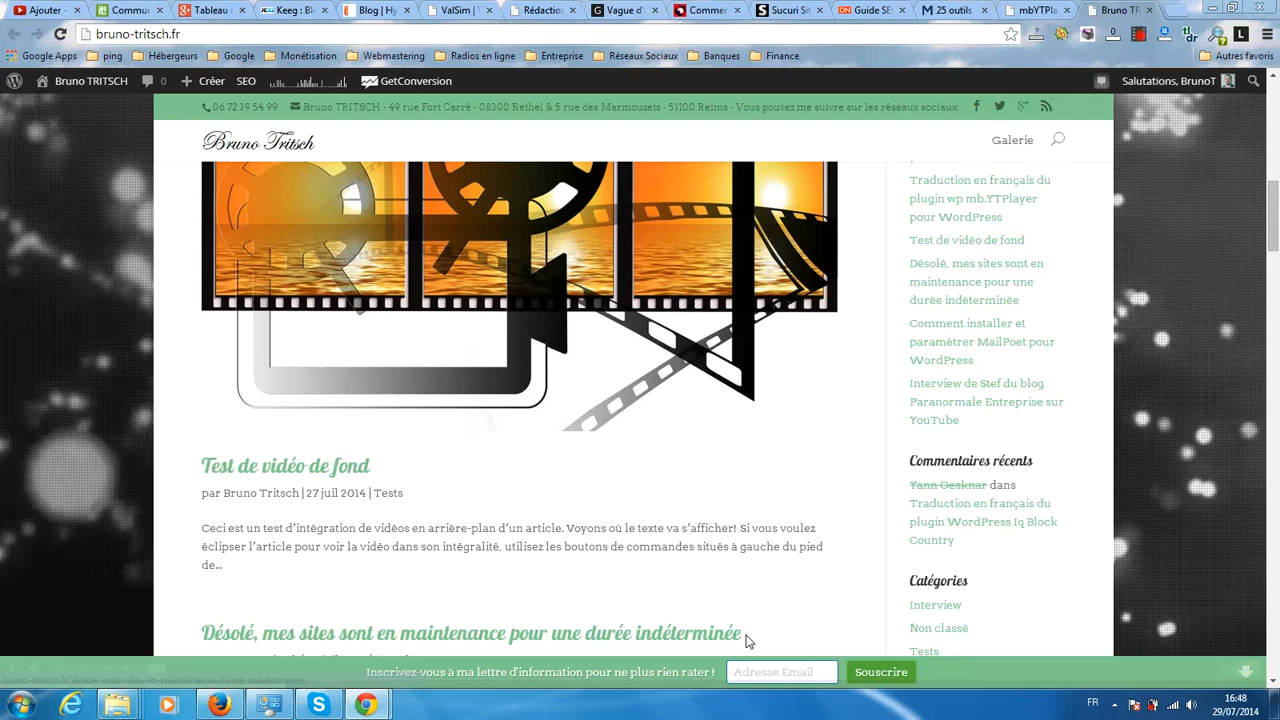 Ajouter
itr! Commu
Tableau
Keeg : Bl
Blog | Hy
ValSim |
Rédactio
Vague d'
Commer
Sucuri Sit
Guide SE
25 outils
mbYTPla
Bruno TR
bruno-tritsch.fr
Google Apps ping Hébergeurs Google Monétisation Webmastering Radios en ligne Entreprise Réseaux Sociaux Banques Finance Autres favoris
Bruno TRITSCH 0 Créer SEO GetConversion Salutations, BrunoT
06 72 39 54 99 Bruno TRITSCH - 49 rue Fort Carré - 08300 Rethel & 5 rue des Marmouzets - 51100 Reims - Vous pouvez me suivre sur les réseaux sociaux:
Bruno Tritsch
Galerie
Traduction en français du
plugin wp mb.YTPlayer
pour WordPress
Test de vidéo de fond
Désolé, mes sites sont en
maintenance pour une
durée indéterminée
Comment installer et
paramétrer MailPoet pour
WordPress
Interview de Stef du blog
Paranormale Entreprise sur
YouTube
Commentaires récents
Yann Oesknar dans
Traduction en français du
plugin WordPress Iq Block
Country
Catégories
Interview
Non classé
Tests
Test de vidéo de fond
par Bruno Tritsch | 27 juil 2014 | Tests
Ceci est un test d'intégration de vidéos en arrière-plan d'un article. Voyons où le texte va s'afficher! Si vous voulez
éclipser l'article pour voir la vidéo dans son intégralité, utilisez les boutons de commandes situés à gauche du pied
de...
Désolé, mes sites sont en maintenance pour une durée indéterminée
Inscrivez-vous à ma lettre d'information pour ne plus rien rater ! Adresse Email Souscrire
FR
16:48
29/07/2014